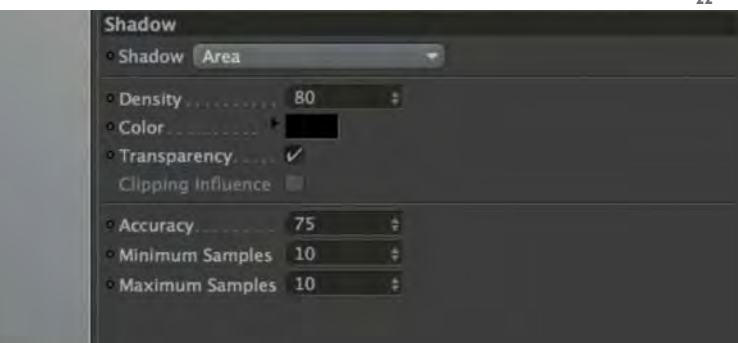 Shadow
Shadow Area
Density 80
Color
Transparency
Clipping Influence
Accuracy 75
Minimum Samples 10
Maximum Samples 10